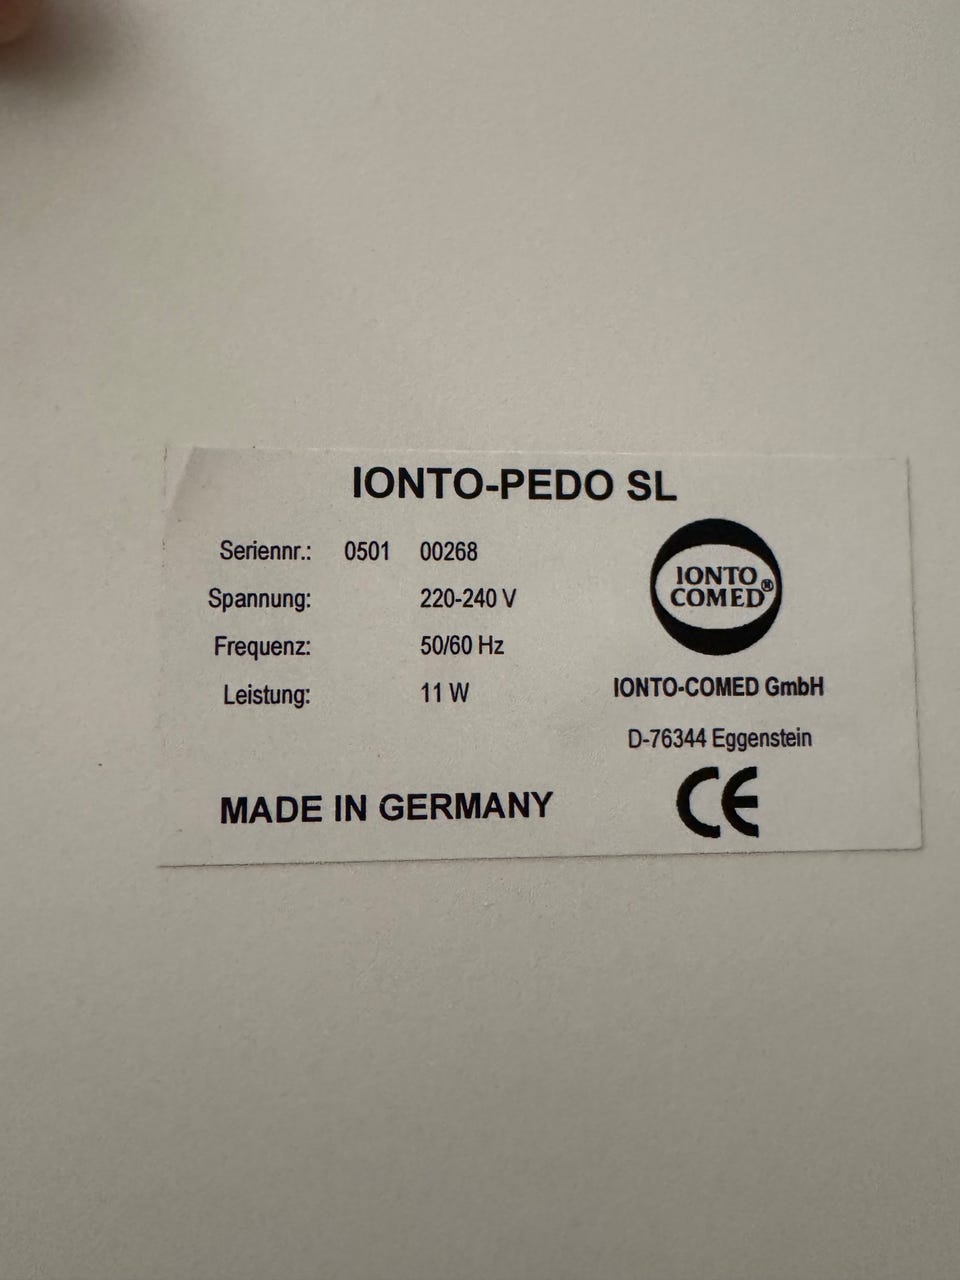 IONTO-PEDO SL
Seriennr.: 0501 00268
Spannung: 220-240 V
Frequenz: 50/60 Hz
Leistung: 11 W
MADE IN GERMANY
IONTO
COMED®
IONTO-COMED GmbH
D-76344 Eggenstein
CE